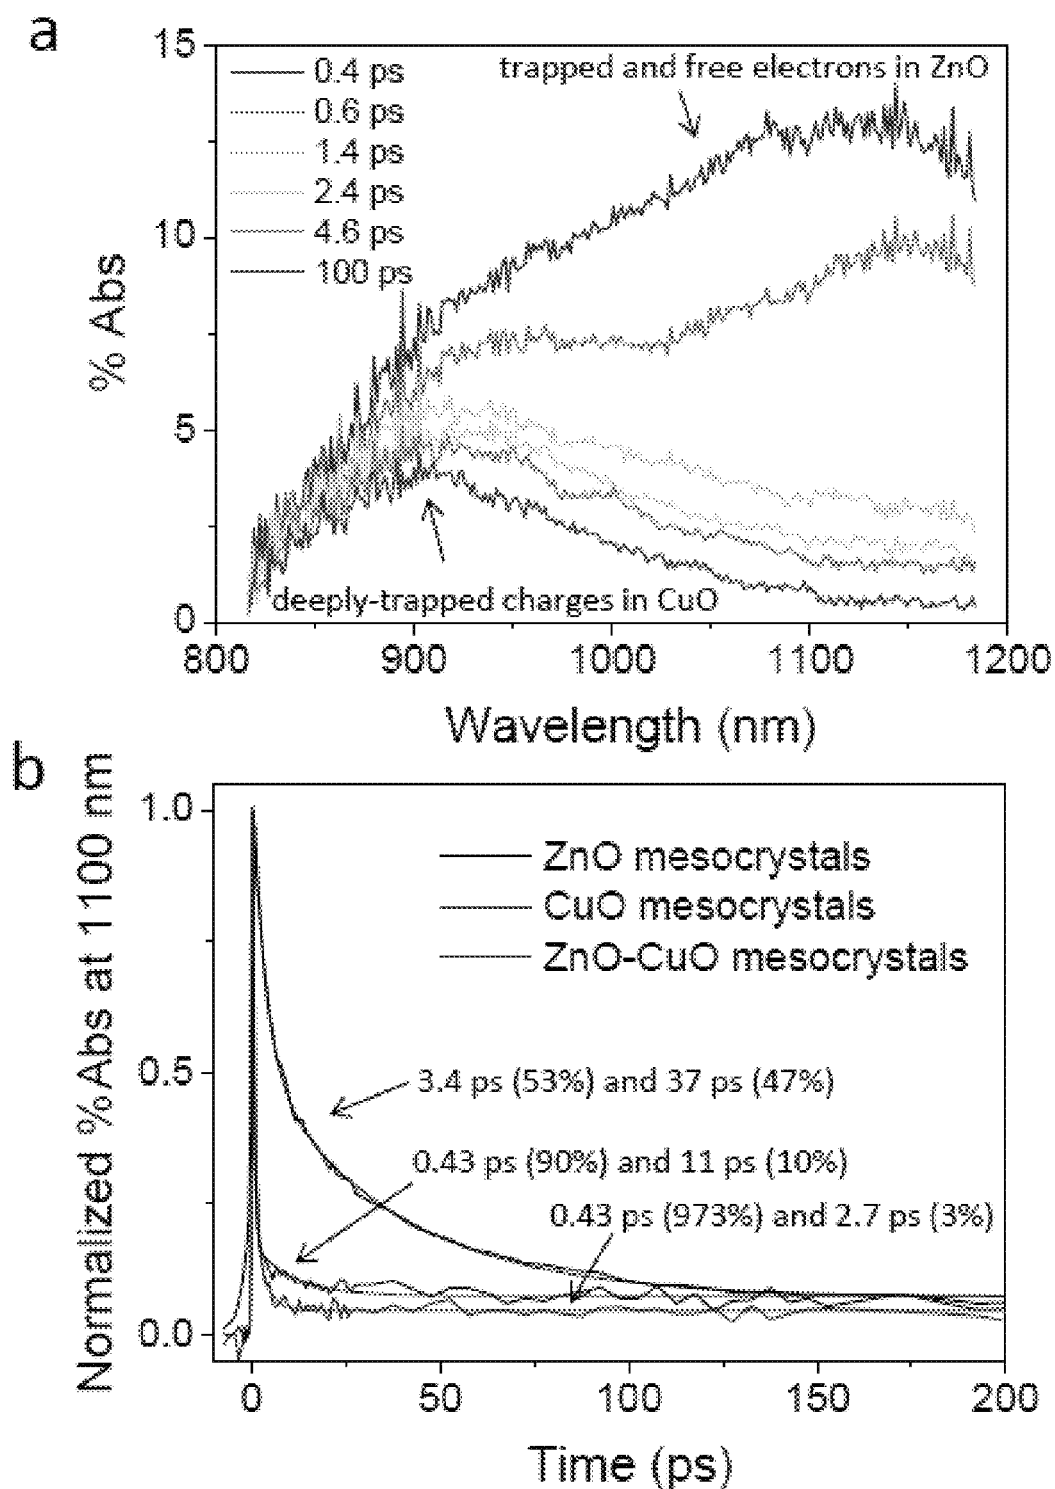 a
15
10
5
0
% Abs
0.4 ps
0.6 ps
1.4 ps
2.4 ps
4.6 ps
100 ps
trapped and free electrons in ZnO
deeply-trapped charges in CuO
800 900 1000 1100 1200
Wavelength (nm)
b
1.0
0.5
0.0
Normalized % Abs at 1100 nm
ZnO mesocrystals
CuO mesocrystals
ZnO-CuO mesocrystals
3.4 ps (53%) and 37 ps (47%)
0.43 ps (90%) and 11 ps (10%)
0.43 ps (973%) and 2.7 ps (3%)
0 50 100 150 200
Time (ps)